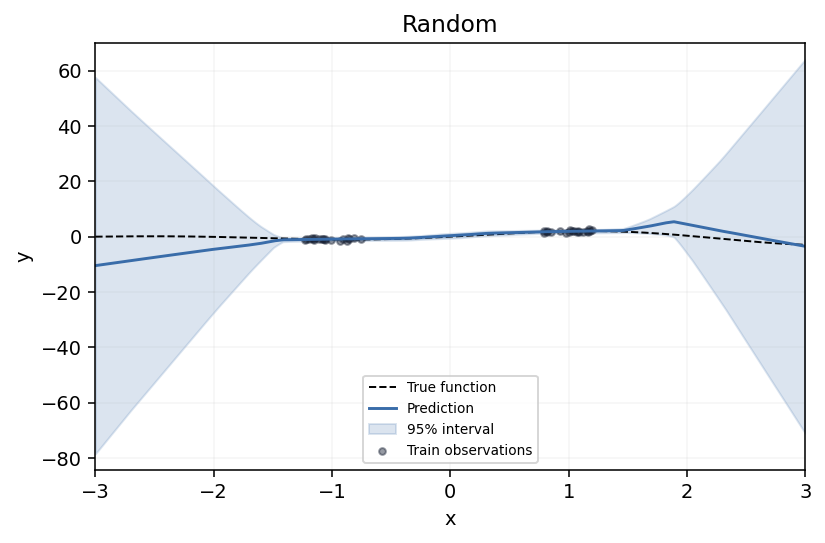 Random
60
40
20
0
−20
−40
−60
−80
y
−3
−2
−1
0
1
2
3
x
True function
Prediction
95% interval
Train observations